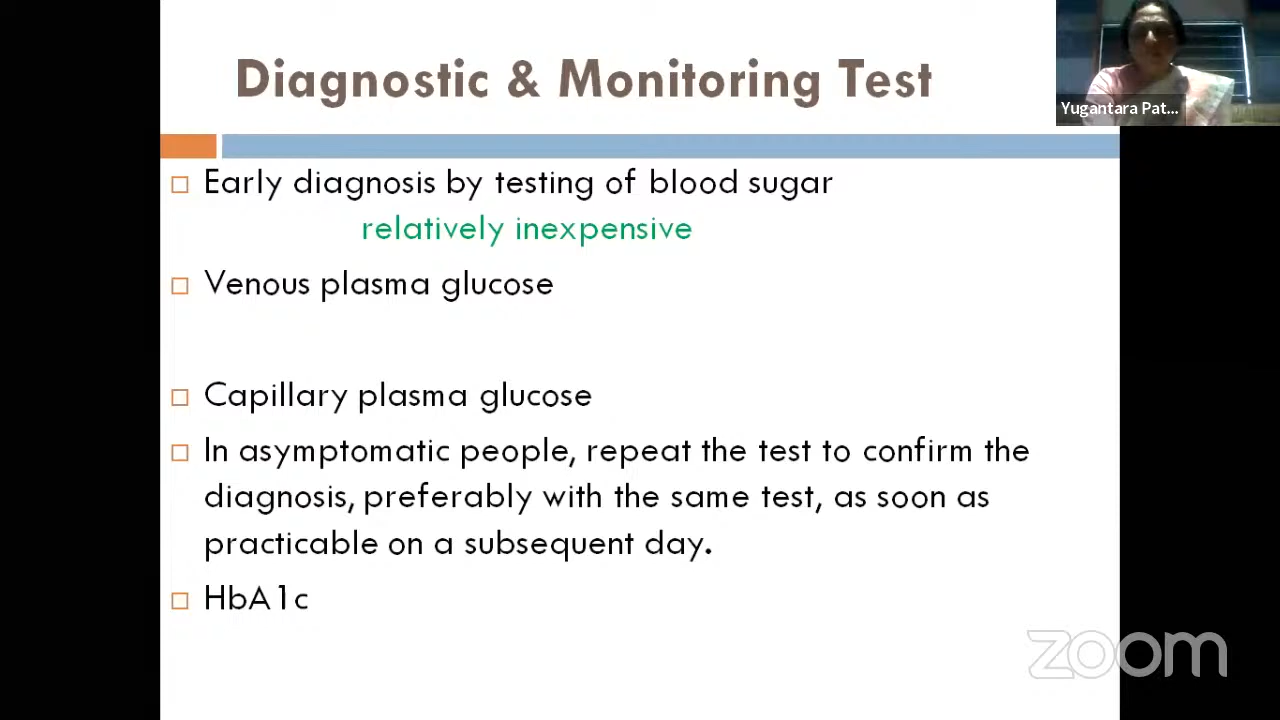 Diagnostic & Monitoring Test
Yugantara Pat...
Early diagnosis by testing of blood sugar
relatively inexpensive
Venous plasma glucose
Capillary plasma glucose
In asymptomatic people, repeat the test to confirm the
diagnosis, preferably with the same test, as soon as
practicable on a subsequent day.
HbA1c
zoom